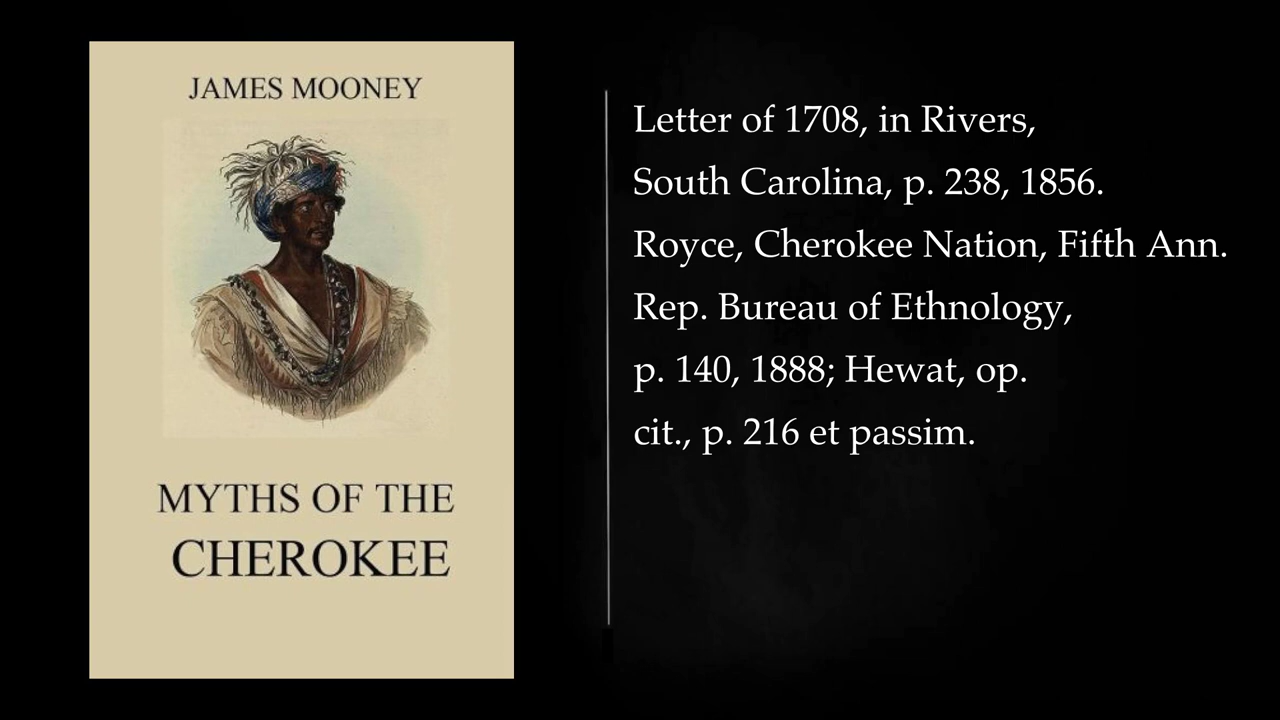 JAMES MOONEY
MYTHS OF THE
CHEROKEE
Letter of 1708, in Rivers,
South Carolina, p. 238, 1856.
Royce, Cherokee Nation, Fifth Ann.
Rep. Bureau of Ethnology,
p. 140, 1888; Hewat, op.
cit., p. 216 et passim.